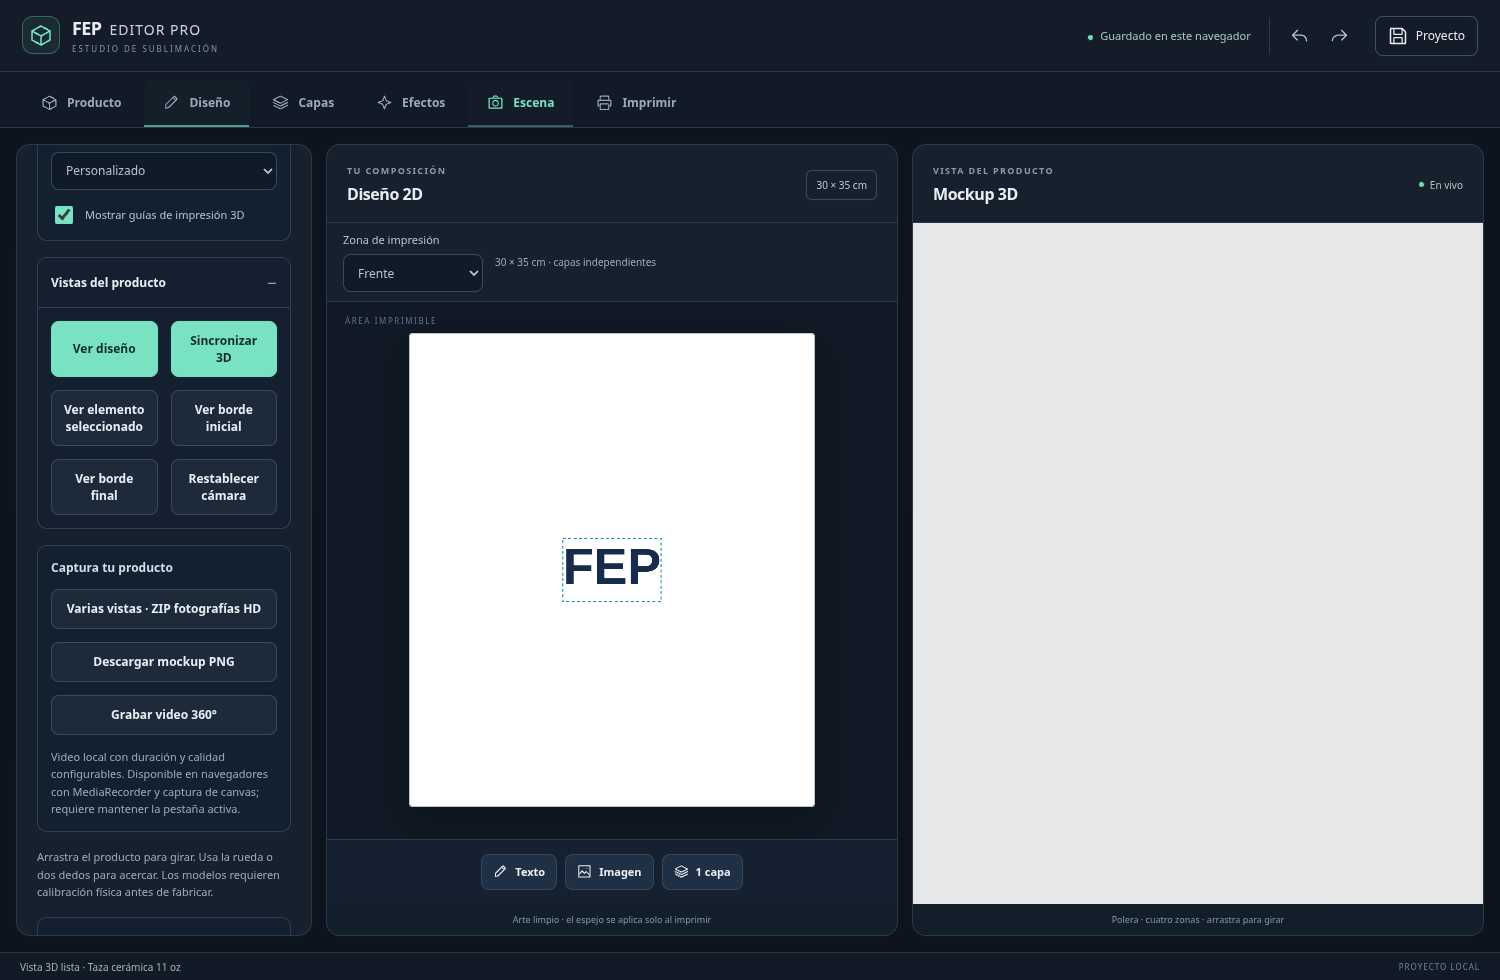 FEP EDITOR PRO
ESTUDIO DE SUBLIMACIÓN
Guardado en este navegador
Proyecto
Producto
Diseño
Capas
Efectos
Escena
Imprimir
Personalizado
Mostrar guías de impresión 3D
Vistas del producto
Ver diseño
Sincronizar
3D
Ver elemento
seleccionado
Ver borde
inicial
Ver borde
final
Restablecer
cámara
Captura tu producto
Varias vistas · ZIP fotografías HD
Descargar mockup PNG
Grabar video 360°
Video local con duración y calidad
configurables. Disponible en navegadores
con MediaRecorder y captura de canvas;
requiere mantener la pestaña activa.
Arrastra el producto para girar. Usa la rueda o
dos dedos para acercar. Los modelos requieren
calibración física antes de fabricar.
TU COMPOSICIÓN
Diseño 2D
30 × 35 cm
Zona de impresión
Frente
30 × 35 cm · capas independientes
ÁREA IMPRIMIBLE
FEP
Texto
Imagen
1 capa
Arte limpio · el espejo se aplica solo al imprimir
VISTA DEL PRODUCTO
Mockup 3D
En vivo
Polera · cuatro zonas · arrastra para girar
Vista 3D lista · Taza cerámica 11 oz
PROYECTO LOCAL